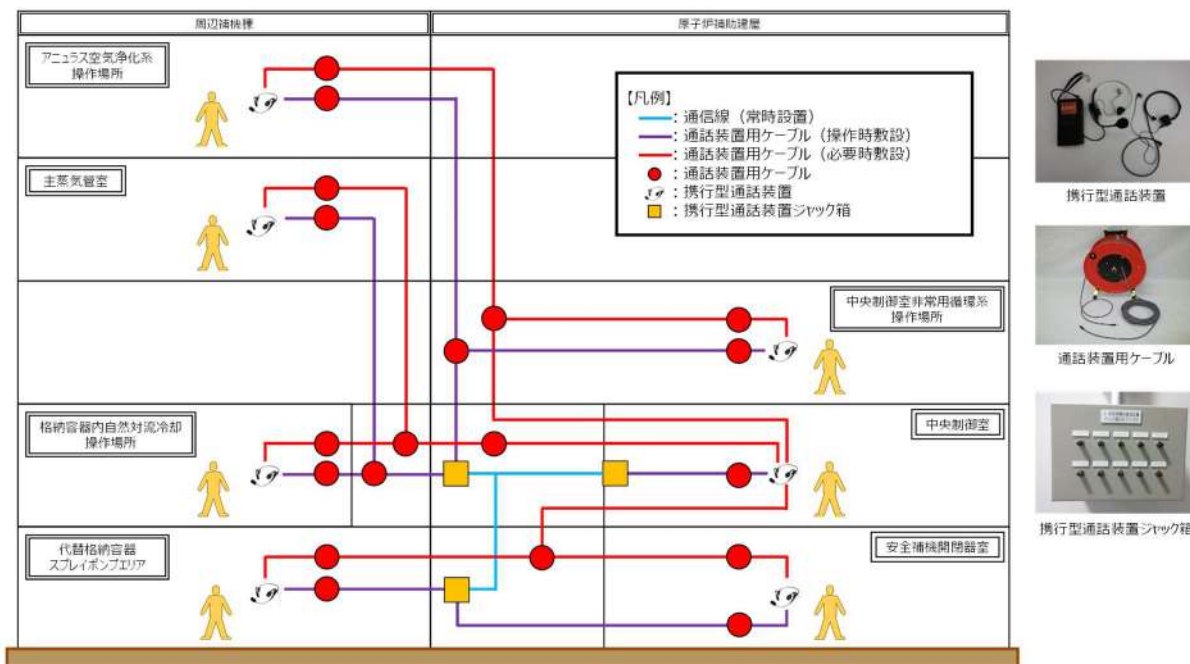 周辺補機棟
原子炉補助建屋
アニュラス空気浄化系
操作場所
【凡例】
: 通信線（常時設置）
: 通話装置用ケーブル（操作時敷設）
: 通話装置用ケーブル（必要時敷設）
: 通話装置用ケーブル
: 携行型通話装置
: 携行型通話装置ジャック箱
主蒸気管室
中央制御室非常用循環系
操作場所
格納容器内自然対流冷却
操作場所
中央制御室
代替格納容器
スプレイポンプエリア
安全補機開閉器室
携行型通話装置
通話装置用ケーブル
携行型通話装置ジャック箱